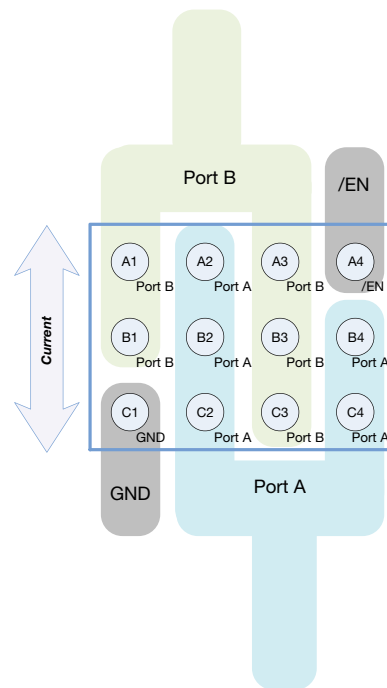 Port B
/EN
Current
A1
A2
A3
A4
Port B
Port A
Port B
/EN
B1
B2
B3
B4
Port B
Port A
Port B
Port A
C1
C2
C3
C4
GND
Port A
Port B
Port A
GND
Port A